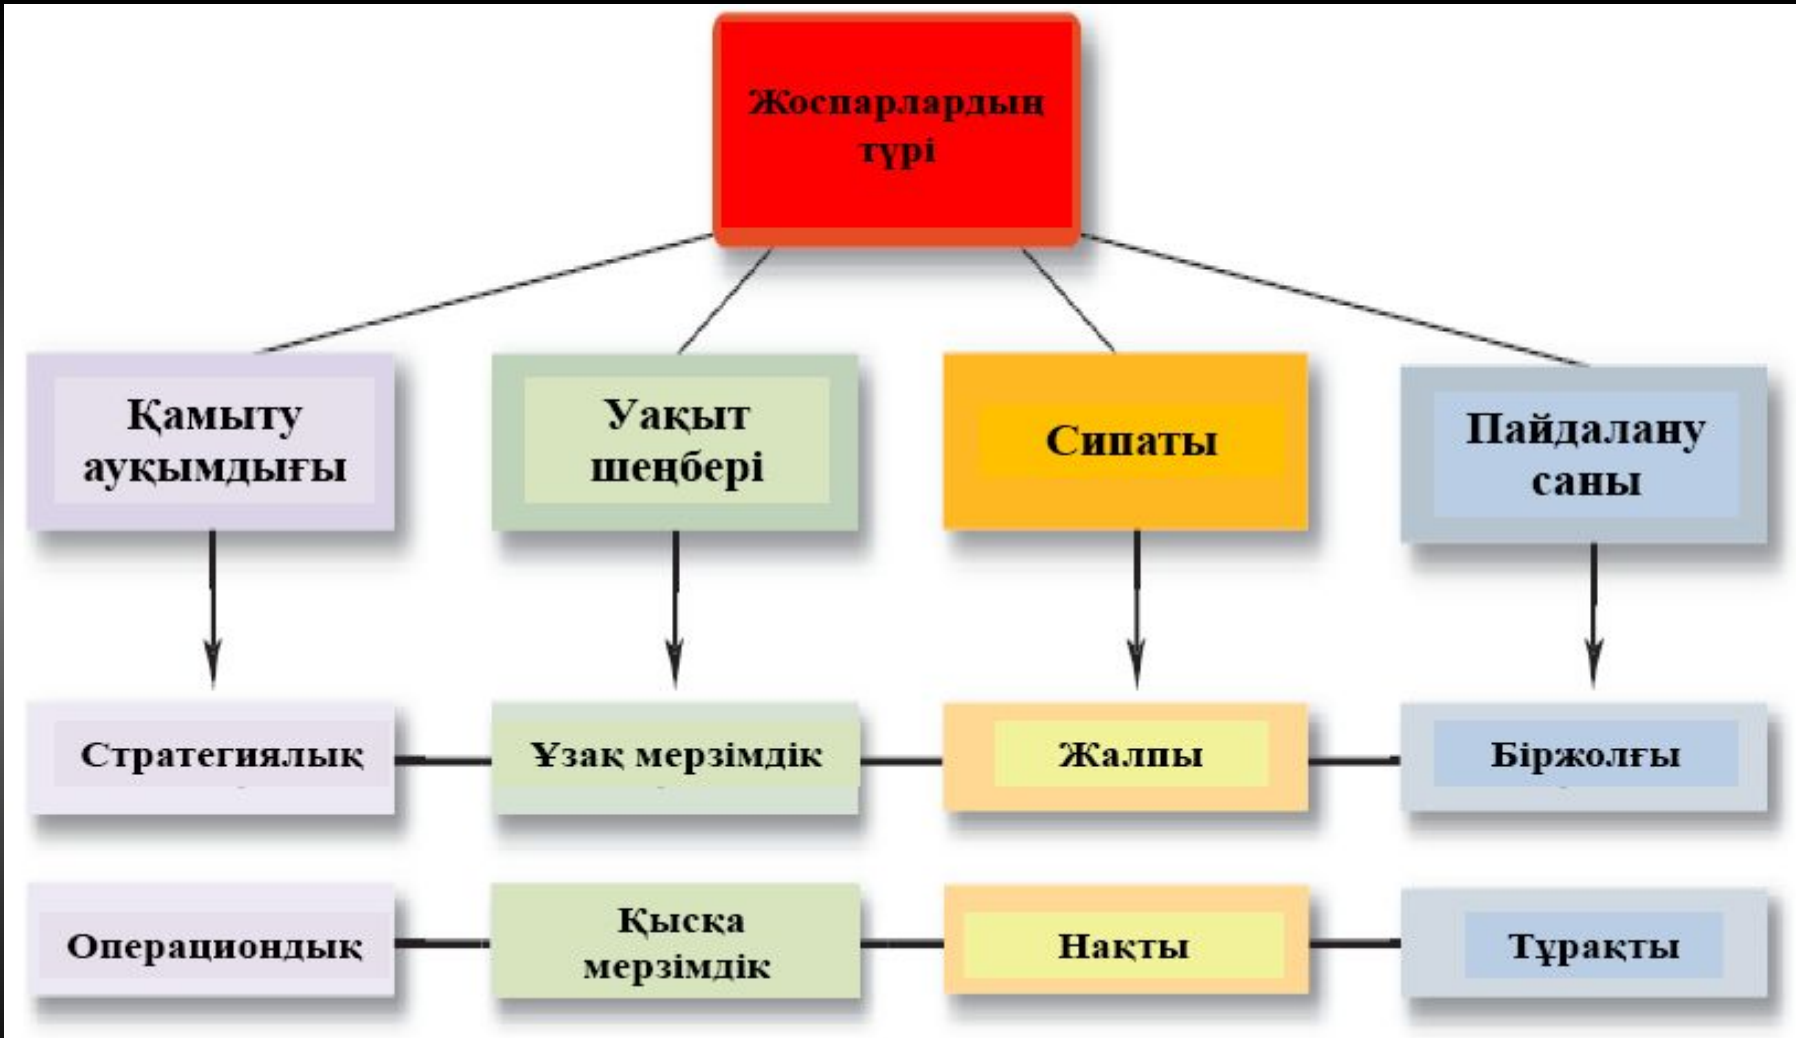 Жоспарлардың
түрі
Қамыту
ауқымдығы
Уақыт
шеңбері
Сипаты
Пайдалану
саны
Стратегиялық
Ұзақ мерзімдік
Жалпы
Біржолғы
Операциондық
Қысқа
мерзімдік
Нақты
Тұрақты